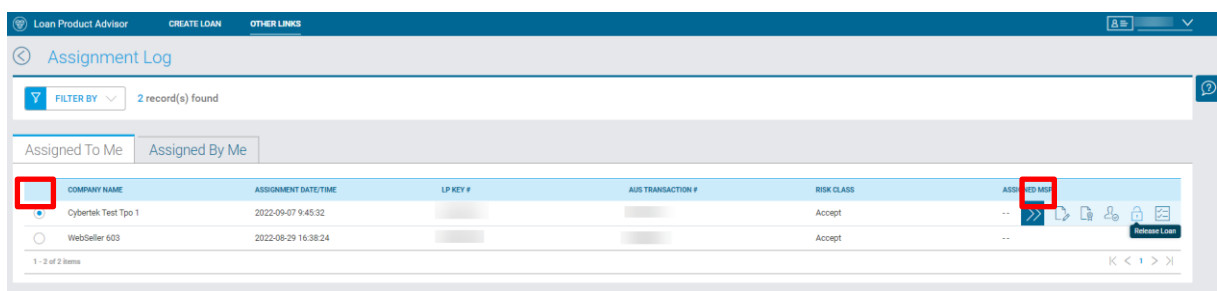 Loan Product Advisor CREATE LOAN OTHER LINKS
Assignment Log
FILTER BY 2 record(s) found
Assigned To Me Assigned By Me
COMPANY NAME ASSIGNMENT DATE/TIME LP KEY # AUS TRANSACTION # RISK CLASS ASSIGNED MSP
Cybertek Test Tpo 1 2022-09-07 9:45:32 Accept --
Release Loan
WebSeller 603 2022-08-29 16:38:24 Accept --
1 - 2 of 2 items 1